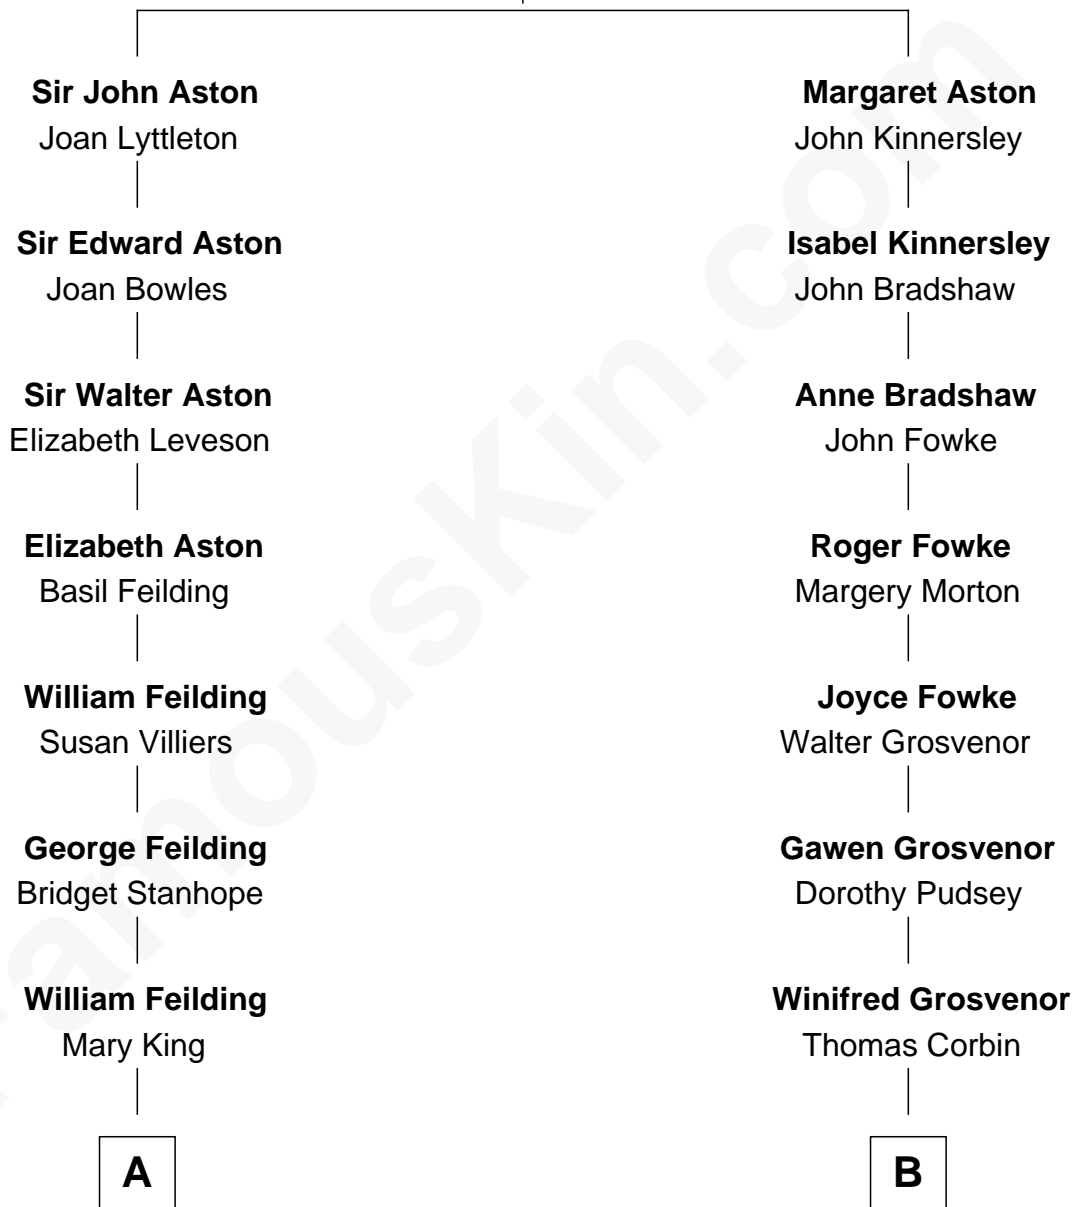 Sir John Aston
Joan Lyttleton
Sir Edward Aston
Joan Bowles
Sir Walter Aston
Elizabeth Leveson
Elizabeth Aston
Basil Feilding
William Feilding
Susan Villiers
George Feilding
Bridget Stanhope
William Feilding
Mary King
A
Margaret Aston
John Kinnersley
Isabel Kinnersley
John Bradshaw
Anne Bradshaw
John Fowke
Roger Fowke
Margery Morton
Joyce Fowke
Walter Grosvenor
Gawen Grosvenor
Dorothy Pudsey
Winifred Grosvenor
Thomas Corbin
B
FamousKin.com